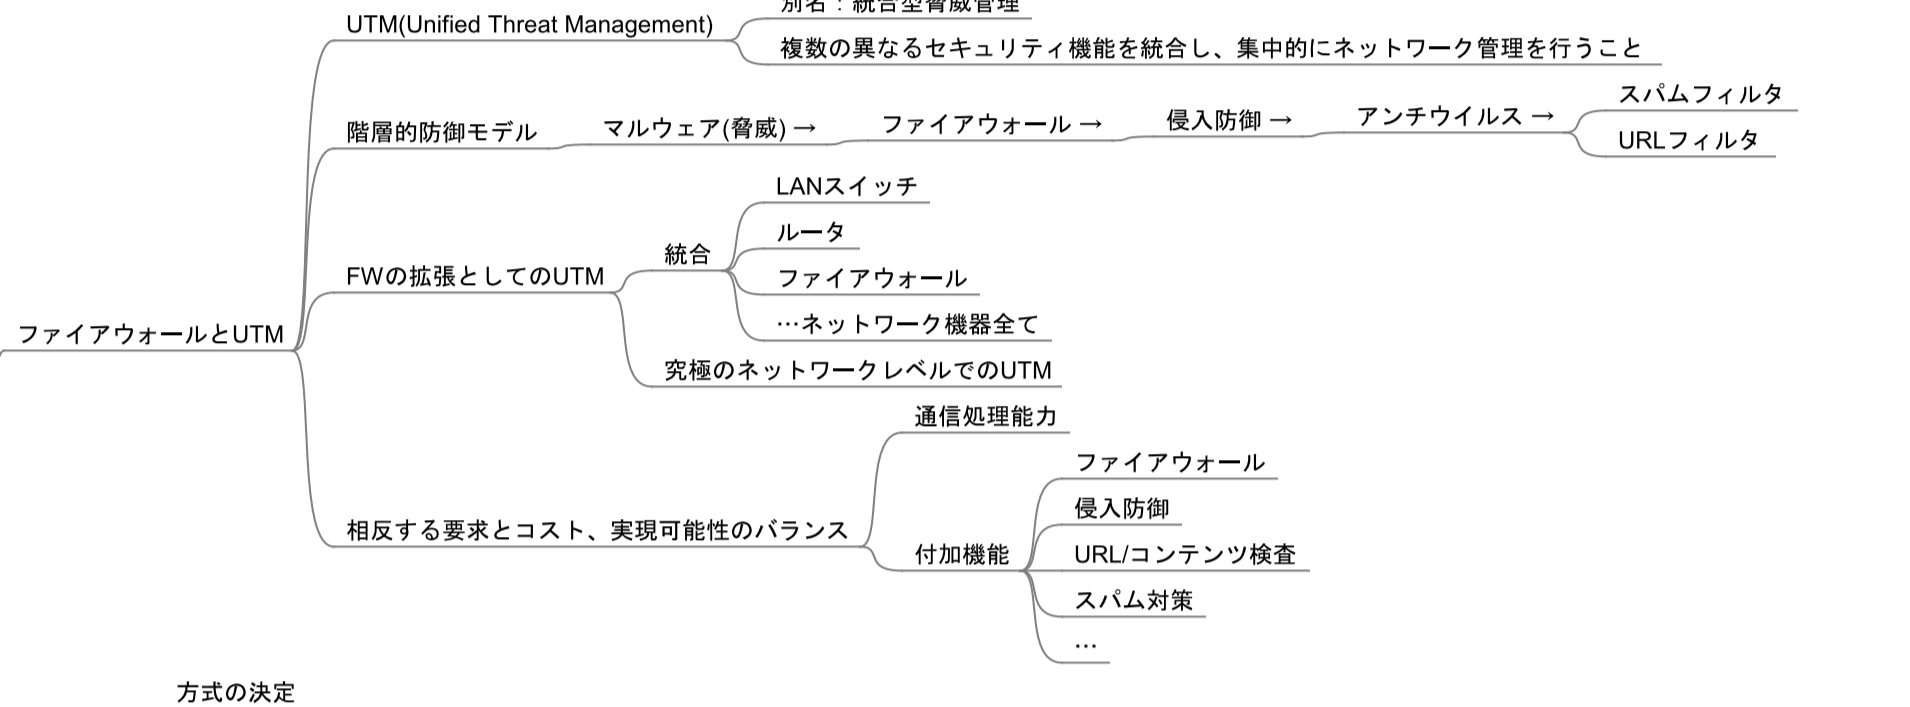 別名：統合型脅威管理
UTM(Unified Threat Management)
複数の異なるセキュリティ機能を統合し、集中的にネットワーク管理を行うこと
階層的防御モデル
マルウェア(脅威) →
ファイアウォール →
侵入防御 →
アンチウイルス →
スパムフィルタ
URLフィルタ
FWの拡張としてのUTM
統合
LANスイッチ
ルータ
ファイアウォール
…ネットワーク機器全て
究極のネットワークレベルでのUTM
ファイアウォールとUTM
相反する要求とコスト、実現可能性のバランス
通信処理能力
付加機能
ファイアウォール
侵入防御
URL/コンテンツ検査
スパム対策
…
方式の決定